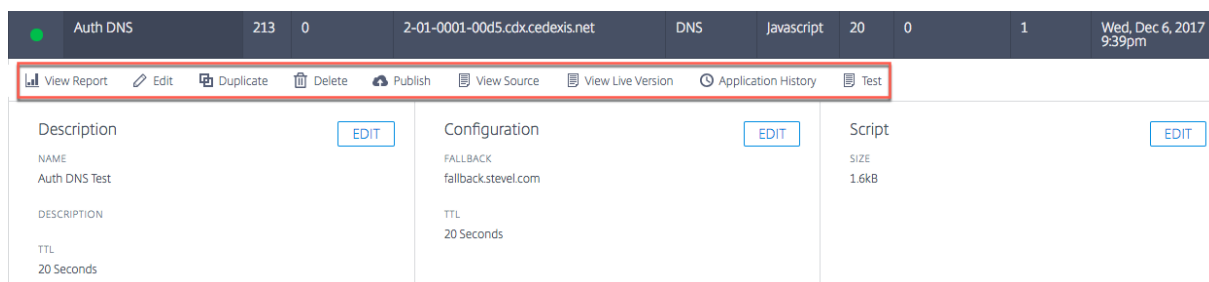 Auth DNS 213 0 2-01-0001-00d5.cdx.cedexis.net DNS Javascript 20 0 1 Wed, Dec 6, 2017
9:39pm
View Report Edit Duplicate Delete Publish View Source View Live Version Application History Test
Description EDIT
NAME
Auth DNS Test
DESCRIPTION
TTL
20 Seconds
Configuration EDIT
FALLBACK
fallback.stevel.com
TTL
20 Seconds
Script EDIT
SIZE
1.6kB